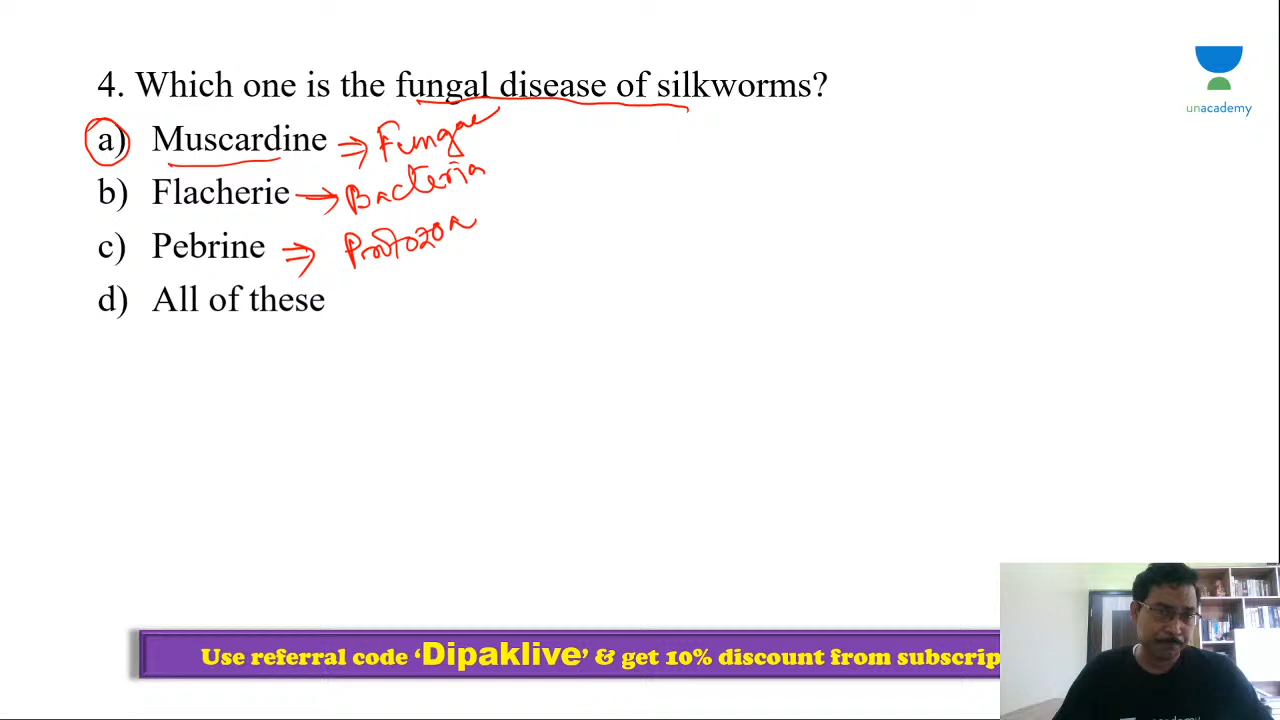 4. Which one is the fungal disease of silkworms?
unacademy
a) Muscardine ⇒ Fungae
b) Flacherie → Bacteria
c) Pebrine ⇒ Protozoa
d) All of these
Use referral code ‘Dipaklive’ & get 10% discount from subscrip